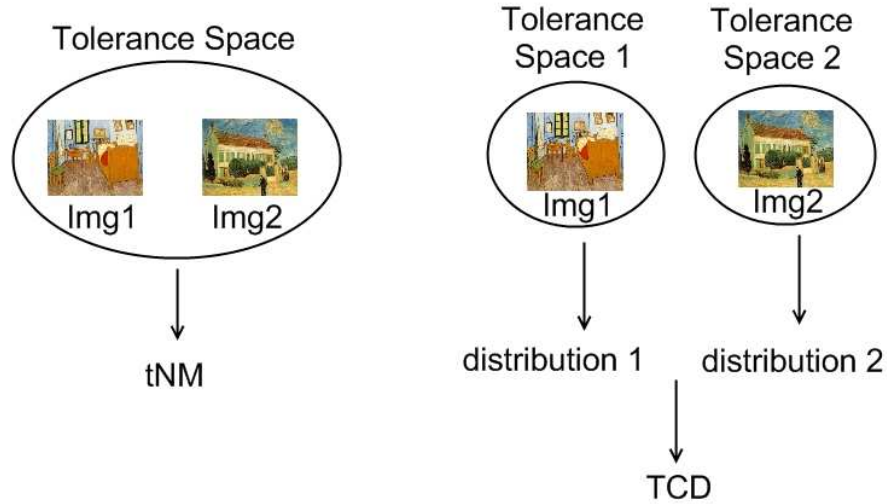 Tolerance Space
Img1
Img2
tNM
Tolerance
Space 1
Img1
distribution 1
Tolerance
Space 2
Img2
distribution 2
TCD